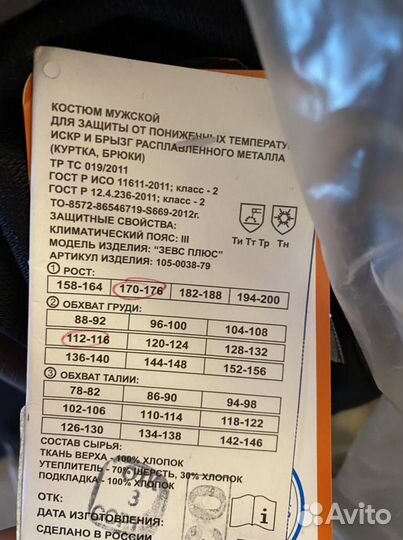 КОСТЮМ МУЖСКОЙ
ДЛЯ ЗАЩИТЫ ОТ ПОНИЖЕННЫХ ТЕМПЕРАТУ
ИСКР И БРЫЗГ РАСПЛАВЛЕННОГО МЕТАЛЛА
(КУРТКА, БРЮКИ)
ТР ТС 019/2011
ГОСТ Р ИСО 11611-2011; класс - 2
ГОСТ Р 12.4.236-2011; класс - 2
ТО-8572-86546719-S669-2012г.
ЗАЩИТНЫЕ СВОЙСТВА:
КЛИМАТИЧЕСКИЙ ПОЯС: III
МОДЕЛЬ ИЗДЕЛИЯ: "ЗЕВС ПЛЮС"
АРТИКУЛ ИЗДЕЛИЯ: 105-0038-79
Ти Тт Тр Тн
1 РОСТ:
158-164 170-176 182-188 194-200
2 ОБХВАТ ГРУДИ:
88-92 96-100 104-108
112-116 120-124 128-132
136-140 144-148 152-156
3 ОБХВАТ ТАЛИИ:
78-82 86-90 94-98
102-106 110-114 118-122
126-130 134-138 142-146
СОСТАВ СЫРЬЯ:
ТКАНЬ ВЕРХА - 100% ХЛОПОК
УТЕПЛИТЕЛЬ - 70% ШЕРСТЬ, 30% ХЛОПОК
ПОДКЛАДКА - 100% ХЛОПОК
3
ОТК:
ДАТА ИЗГОТОВЛЕНИЯ:
СДЕЛАНО В РОССИИ
i
Avito